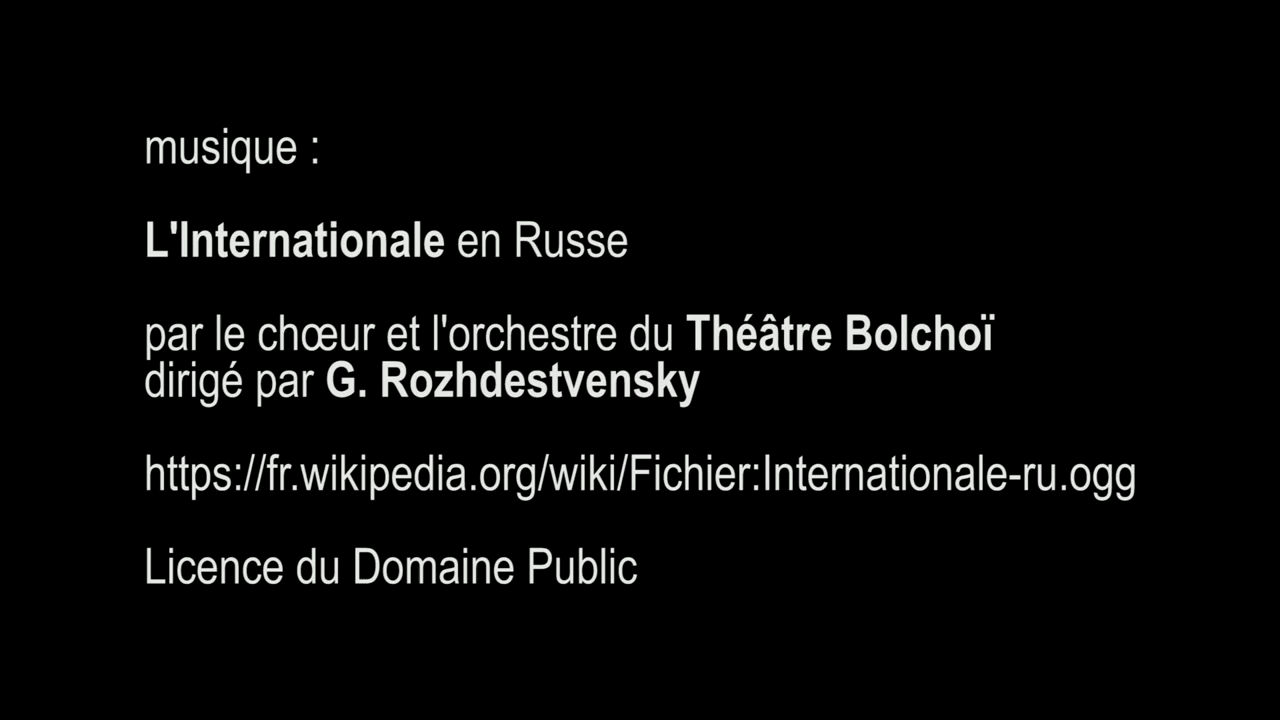 musique :
L'Internationale en Russe
par le chœur et l'orchestre du Théâtre Bolchoï
dirigé par G. Rozhdestvensky
https://fr.wikipedia.org/wiki/Fichier:Internationale-ru.ogg
Licence du Domaine Public